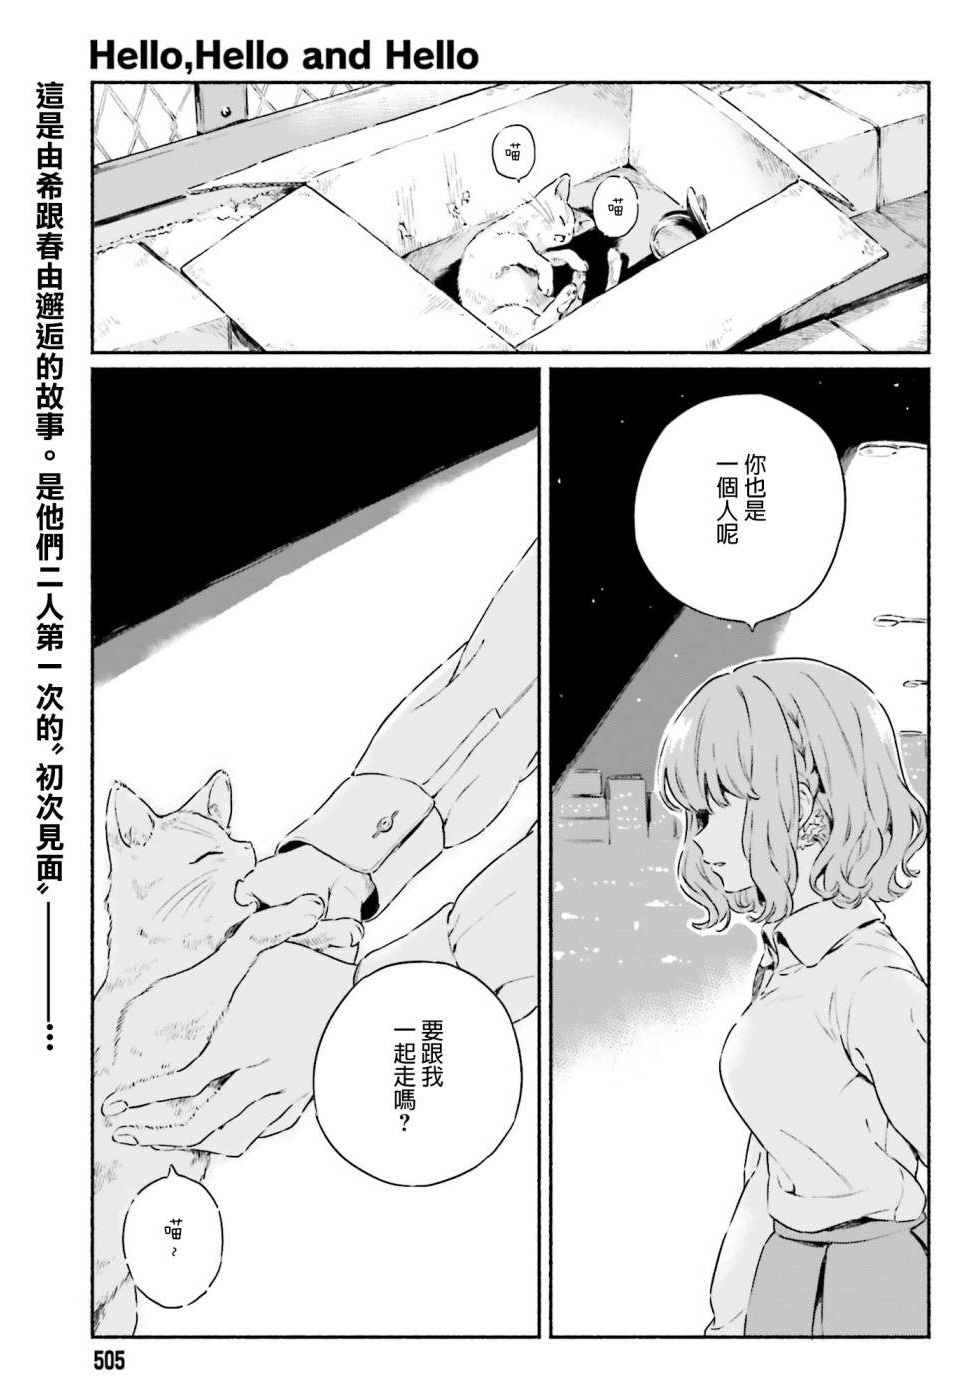 Hello,Hello and Hello
喵
喵
你也是
一個人呢
要跟我
一起走嗎?
喵~
這是由希跟春由邂逅的故事。是他們二人第一次的〝初次見面〞———…
505